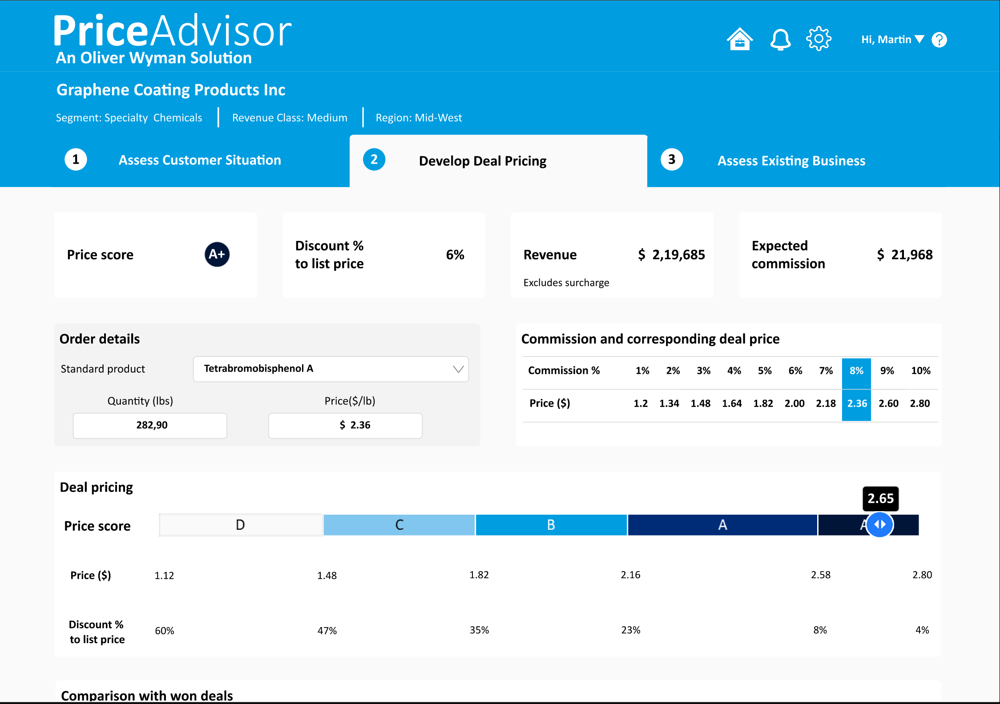 PriceAdvisor
An Oliver Wyman Solution
Hi, Martin
?
Graphene Coating Products Inc
Segment: Specialty Chemicals
Revenue Class: Medium
Region: Mid-West
1 Assess Customer Situation
2 Develop Deal Pricing
3 Assess Existing Business
Price score A+
Discount %
to list price
6%
Revenue $ 2,19,685
Excludes surcharge
Expected
commission
$ 21,968
Order details
Standard product Tetrabromobisphenol A
Quantity (lbs) Price($/lb)
282,90 $ 2.36
Commission and corresponding deal price
Commission % 1% 2% 3% 4% 5% 6% 7% 8% 9% 10%
Price ($) 1.2 1.34 1.48 1.64 1.82 2.00 2.18 2.36 2.60 2.80
Deal pricing
2.65
Price score D C B A A
Price ($) 1.12 1.48 1.82 2.16 2.58 2.80
Discount %
to list price
60% 47% 35% 23% 8% 4%
Comparison with won deals